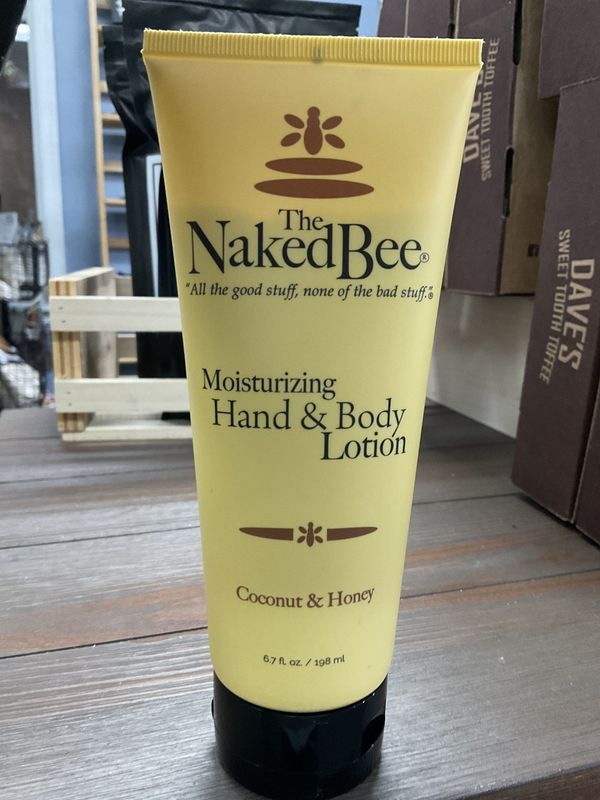 The
NakedBee®
"All the good stuff, none of the bad stuff."®
Moisturizing
Hand & Body
Lotion
Coconut & Honey
6.7 fl. oz. / 198 ml
SWEET TOOTH TOFFEE
DAVE'S
SWEET TOOTH TOFFEE